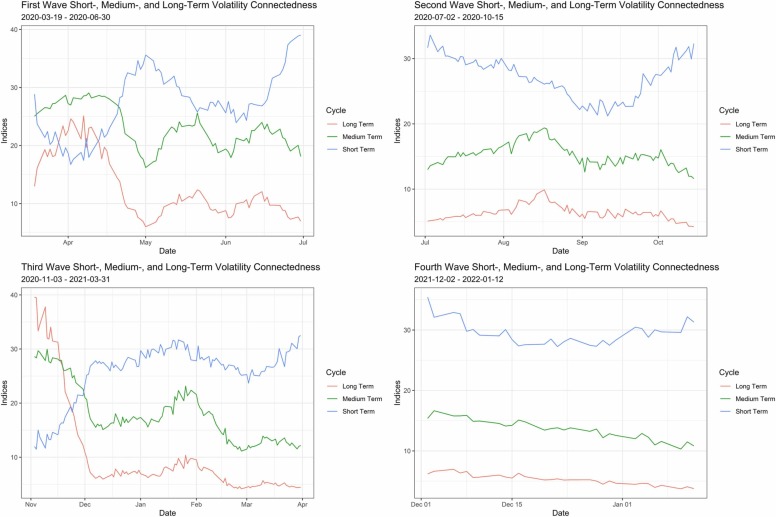 First Wave Short-, Medium-, and Long-Term Volatility Connectedness
2020-03-19 - 2020-06-30
40
30
20
10
Indices
Apr May Jun Jul
Date
Cycle
Long Term
Medium Term
Short Term
Second Wave Short-, Medium-, and Long-Term Volatility Connectedness
2020-07-02 - 2020-10-15
30
20
10
Indices
Jul Aug Sep Oct
Date
Cycle
Long Term
Medium Term
Short Term
Third Wave Short-, Medium-, and Long-Term Volatility Connectedness
2020-11-03 - 2021-03-31
40
30
20
10
Indices
Nov Dec Jan Feb Mar Apr
Date
Cycle
Long Term
Medium Term
Short Term
Fourth Wave Short-, Medium-, and Long-Term Volatility Connectedness
2021-12-02 - 2022-01-12
30
20
10
Indices
Dec 01 Dec 15 Jan 01
Date
Cycle
Long Term
Medium Term
Short Term